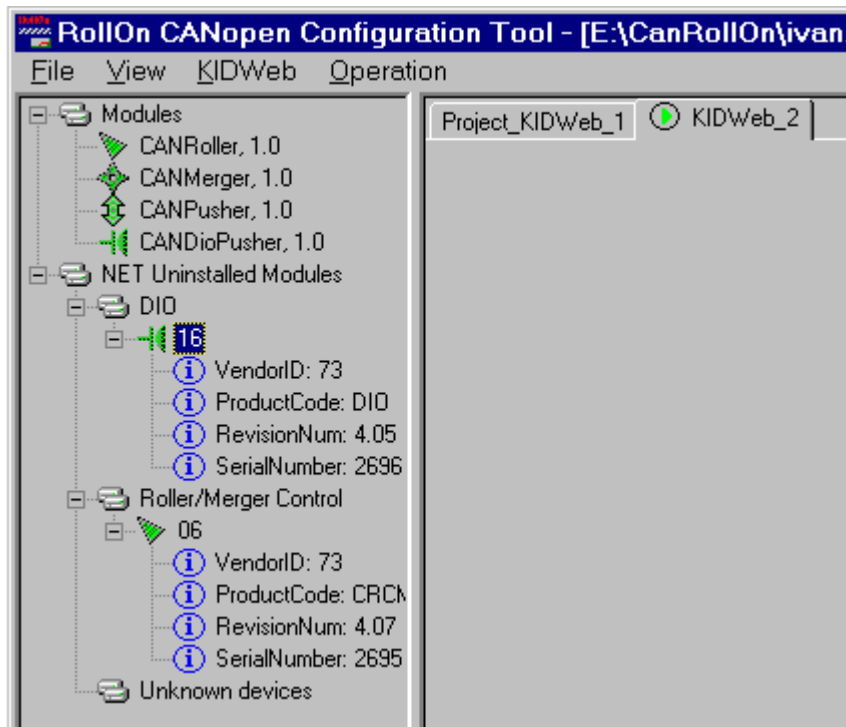 RollOn CANopen Configuration Tool - [E:\CanRollOn\ivan
File View KIDWeb Operation
Modules
CANRoller, 1.0
CANMerger, 1.0
CANPusher, 1.0
CANDioPusher, 1.0
NET Uninstalled Modules
DIO
16
VendorID: 73
ProductCode: DIO
RevisionNum: 4.05
SerialNumber: 2696
Roller/Merger Control
06
VendorID: 73
ProductCode:
RevisionNum: 4.07
SerialNumber: 2695
Unknown devices
Project_KIDWeb_1 KIDWeb_2